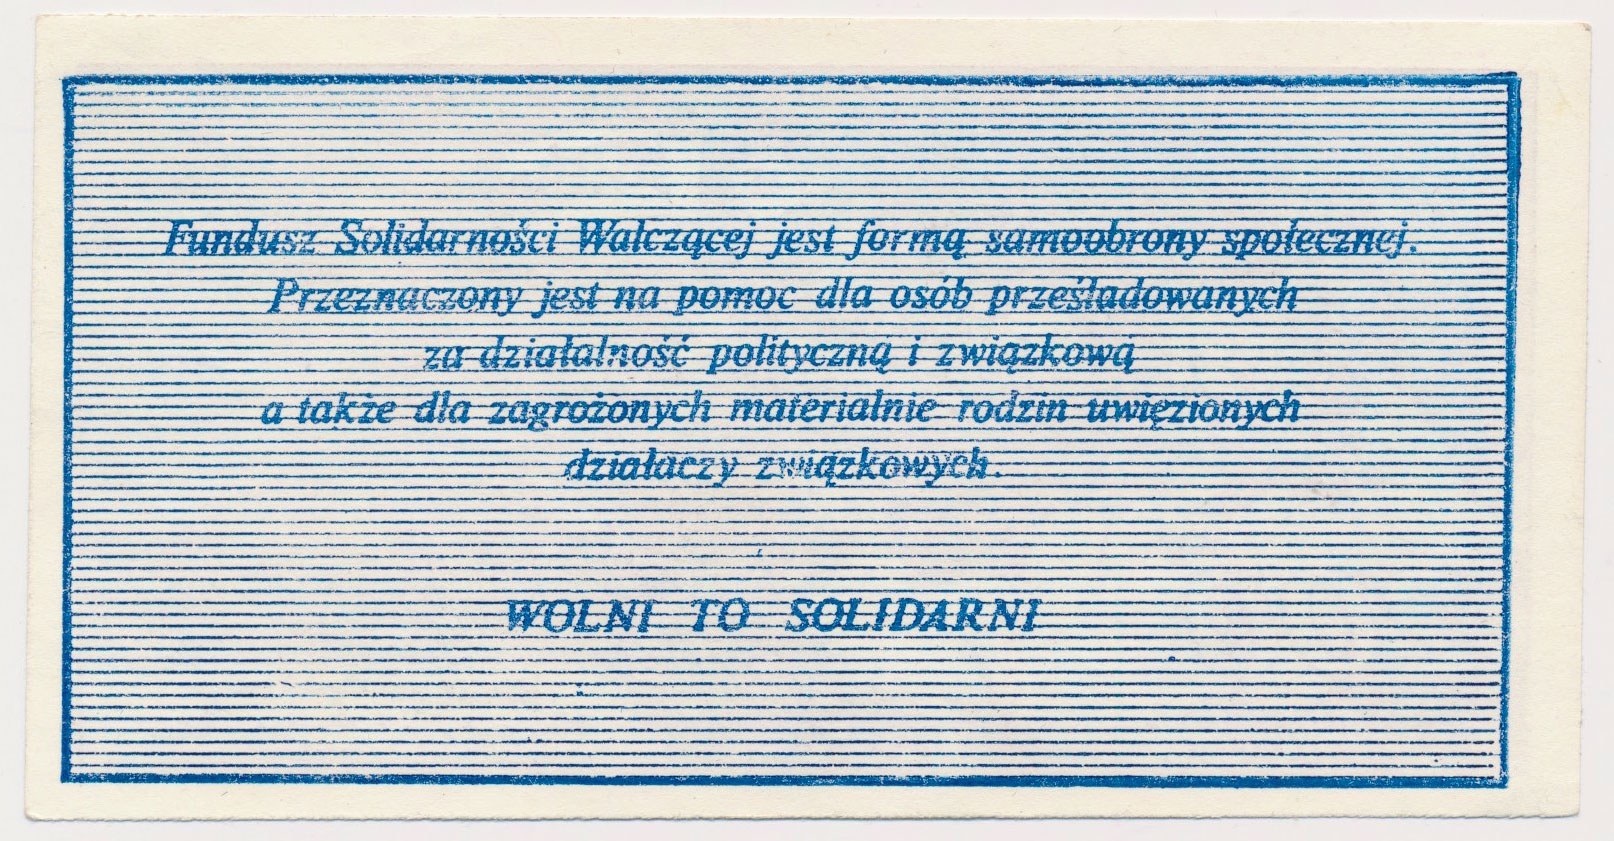 Fundusz Solidarności Walczącej jest formą samoobrony społecznej.
Przeznaczony jest na pomoc dla osób prześladowanych
za działalność polityczną i związkową
a także dla zagrożonych materialnie rodzin uwięzionych
działaczy związkowych.
WOLNI TO SOLIDARNI